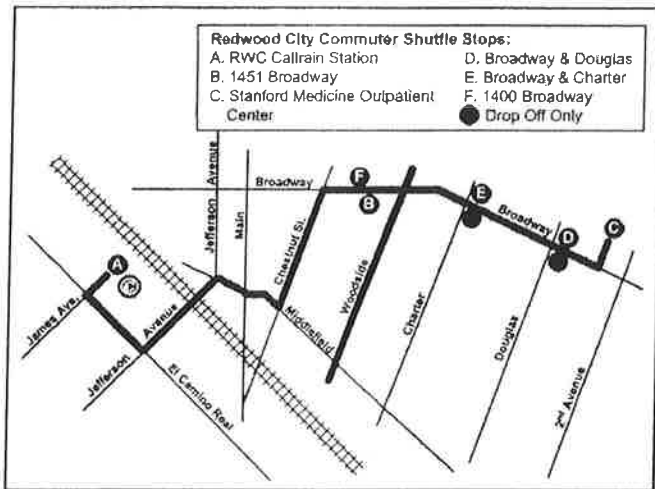 Redwood City Commuter Shuttle Stops:
A. RWC Caltrain Station
B. 1451 Broadway
C. Stanford Medicine Outpatient
Center
D. Broadway & Douglas
E. Broadway & Charter
F. 1400 Broadway
Drop Off Only
Jefferson Avenue
Main
Broadway
F
B
E
Broadway
D
C
Chestnut St.
Woodside
Middlefield
Charter
Douglas
2nd Avenue
A
James Ave.
Jefferson Avenue
El Camino Real